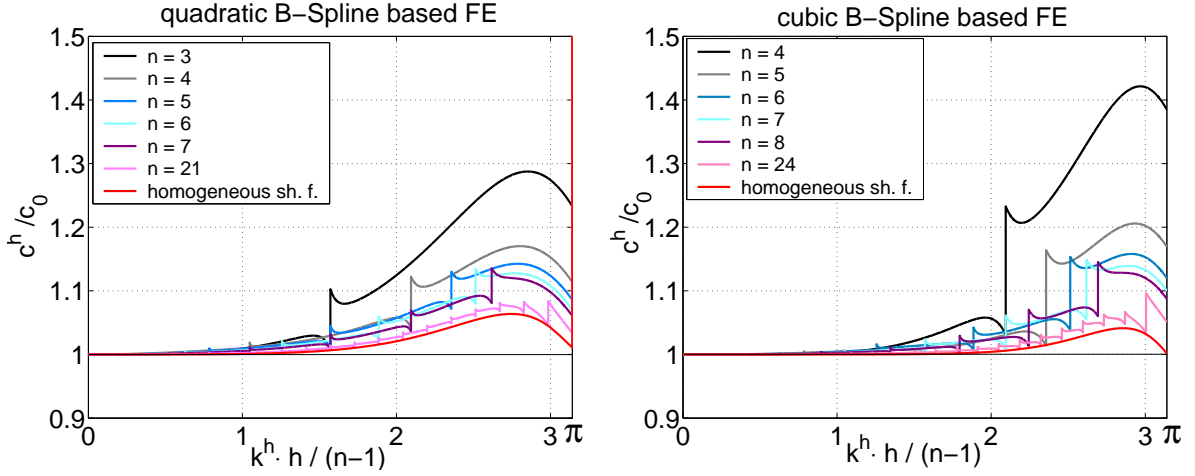 quadratic B-Spline based FE
1.5
1.4
1.3
1.2
1.1
1
0.9
c^h/c_0
n = 3
n = 4
n = 5
n = 6
n = 7
n = 21
homogeneous sh. f.
0 1 2 3 π
k^h· h / (n-1)
cubic B-Spline based FE
1.5
1.4
1.3
1.2
1.1
1
0.9
c^h/c_0
n = 4
n = 5
n = 6
n = 7
n = 8
n = 24
homogeneous sh. f.
0 1 2 3 π
k^h· h / (n-1)